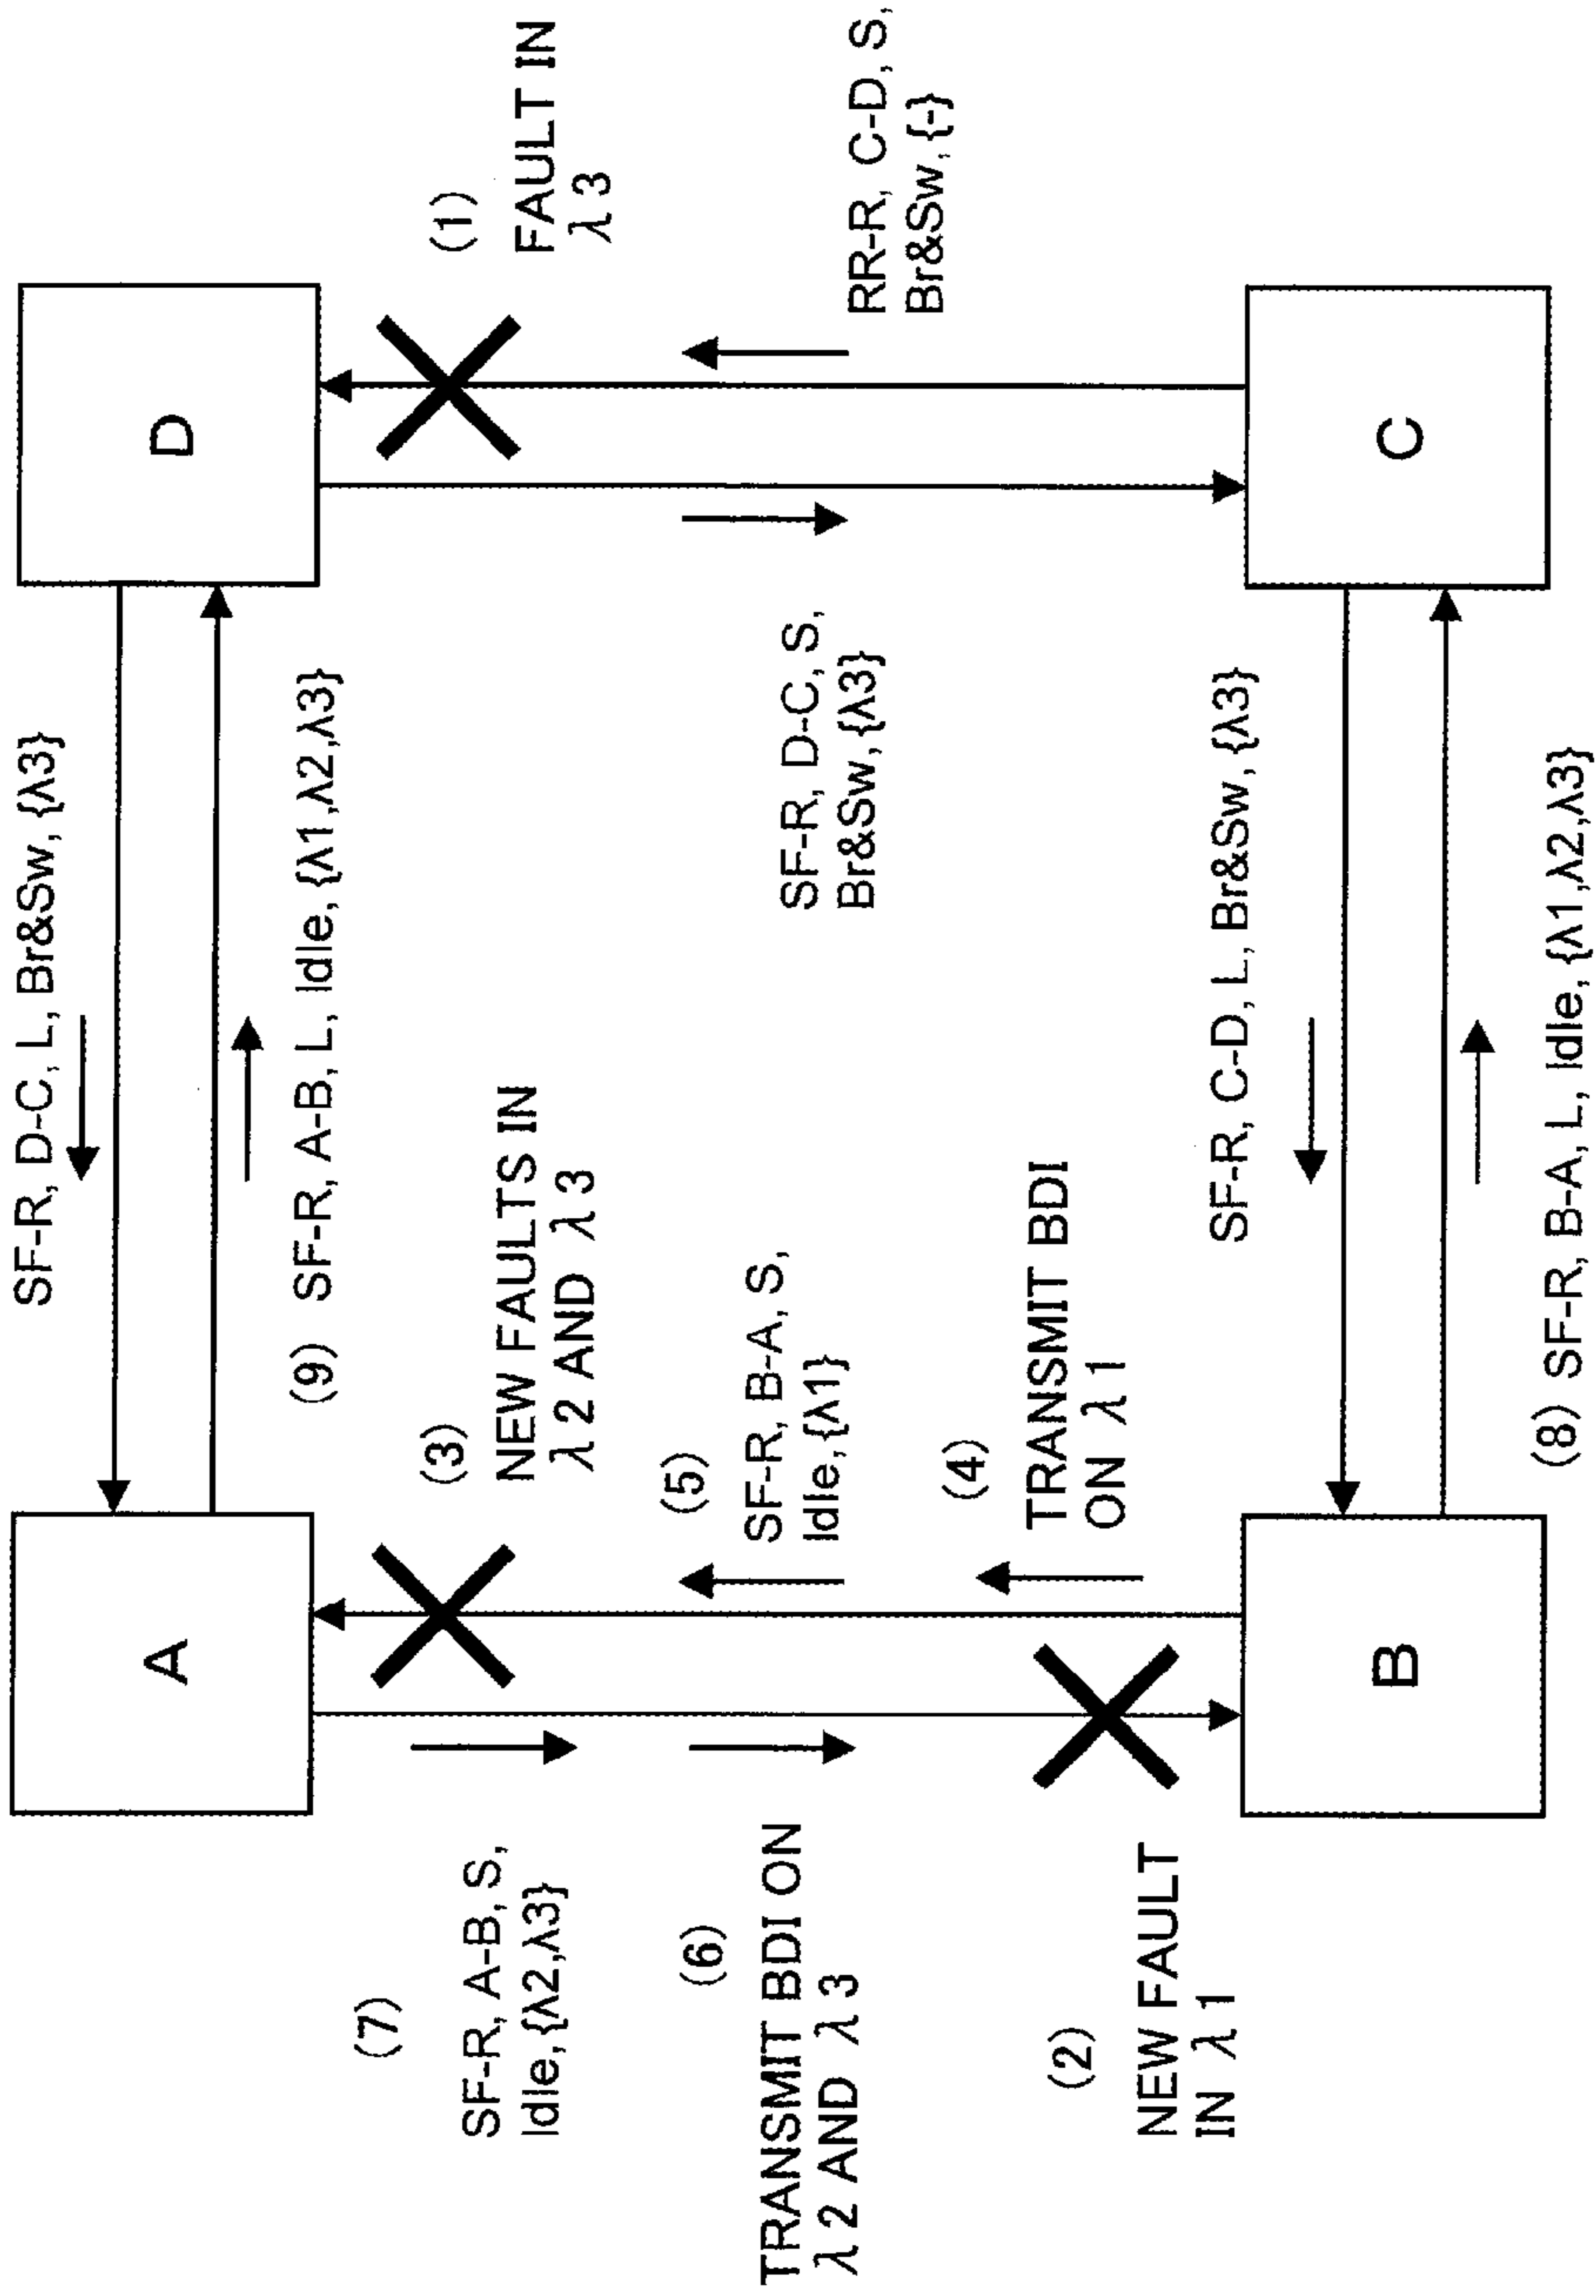 SF-R, D-C, L, Br&Sw, {λ3}
A
D
(9) SF-R, A-B, L, Idle, {λ1,λ2,λ3}
(7)
SF-R, A-B, S,
Idle, {λ2,λ3}
(3)
NEW FAULTS IN
λ2 AND λ3
(1)
FAULT IN
λ3
(6)
TRANSMIT BDI ON
λ2 AND λ3
(5)
SF-R, B-A, S,
Idle, {λ1}
SF-R, D-C, S,
Br&Sw, {λ3}
RR-R, C-D, S,
Br&Sw, {-}
(2)
NEW FAULT
IN λ1
(4)
TRANSMIT BDI
ON λ1
SF-R, C-D, L, Br&Sw, {λ3}
B
C
(8) SF-R, B-A, L, Idle, {λ1,λ2,λ3}